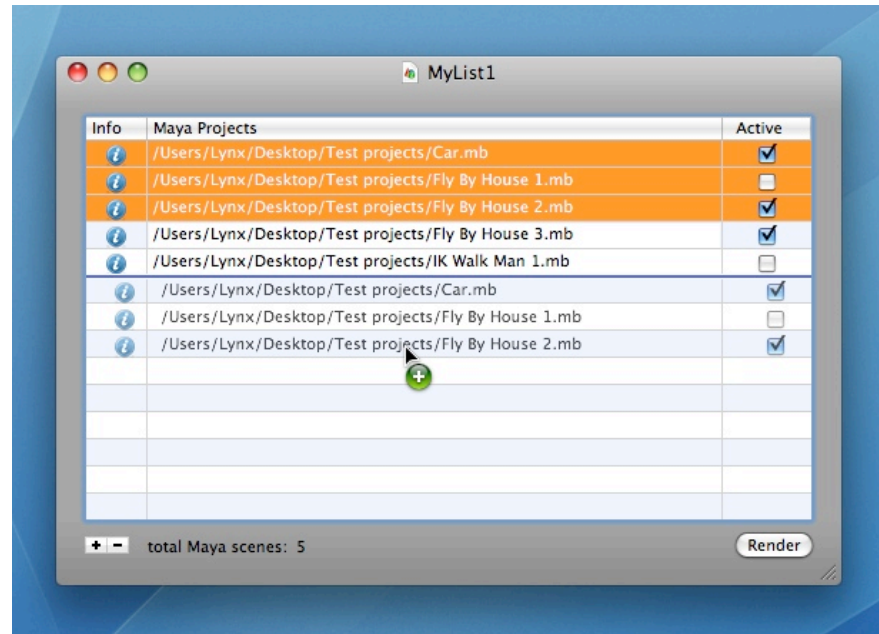 MyList1
Info Maya Projects Active
/Users/Lynx/Desktop/Test projects/Car.mb
/Users/Lynx/Desktop/Test projects/Fly By House 1.mb
/Users/Lynx/Desktop/Test projects/Fly By House 2.mb
/Users/Lynx/Desktop/Test projects/Fly By House 3.mb
/Users/Lynx/Desktop/Test projects/IK Walk Man 1.mb
/Users/Lynx/Desktop/Test projects/Car.mb
/Users/Lynx/Desktop/Test projects/Fly By House 1.mb
/Users/Lynx/Desktop/Test projects/Fly By House 2.mb
total Maya scenes: 5 Render